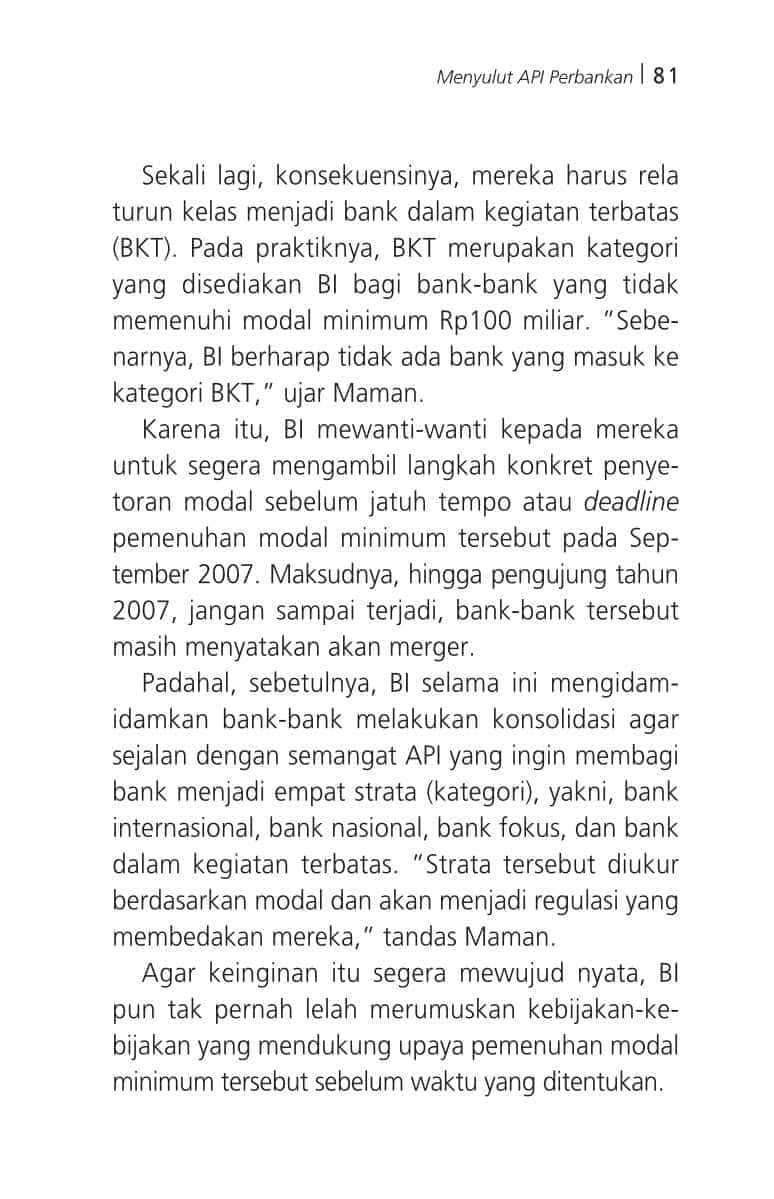 Menyulut API Perbankan | 81
Sekali lagi, konsekuensinya, mereka harus rela
turun kelas menjadi bank dalam kegiatan terbatas
(BKT). Pada praktiknya, BKT merupakan kategori
yang disediakan BI bagi bank-bank yang tidak
memenuhi modal minimum Rp100 miliar. “Sebe-
narnya, BI berharap tidak ada bank yang masuk ke
kategori BKT,” ujar Maman.
Karena itu, BI mewanti-wanti kepada mereka
untuk segera mengambil langkah konkret penye-
toran modal sebelum jatuh tempo atau deadline
pemenuhan modal minimum tersebut pada Sep-
tember 2007. Maksudnya, hingga pengujung tahun
2007, jangan sampai terjadi, bank-bank tersebut
masih menyatakan akan merger.
Padahal, sebetulnya, BI selama ini mengidam-
idamkan bank-bank melakukan konsolidasi agar
sejalan dengan semangat API yang ingin membagi
bank menjadi empat strata (kategori), yakni, bank
internasional, bank nasional, bank fokus, dan bank
dalam kegiatan terbatas. “Strata tersebut diukur
berdasarkan modal dan akan menjadi regulasi yang
membedakan mereka,” tandas Maman.
Agar keinginan itu segera mewujud nyata, BI
pun tak pernah lelah merumuskan kebijakan-ke-
bijakan yang mendukung upaya pemenuhan modal
minimum tersebut sebelum waktu yang ditentukan.